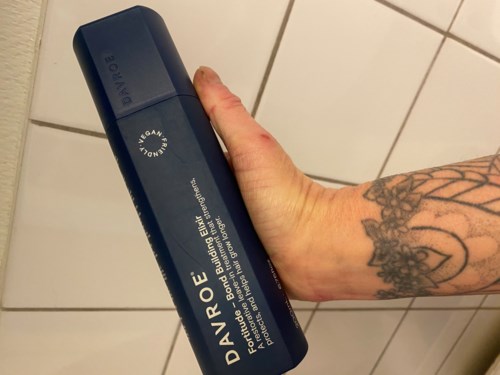 DAVROE
VEGAN FRIENDLY
DAVROE®
Fortitude – Bond Building Elixir
A restorative leave-in treatment that strengthens,
protects, and helps hair grow longer.